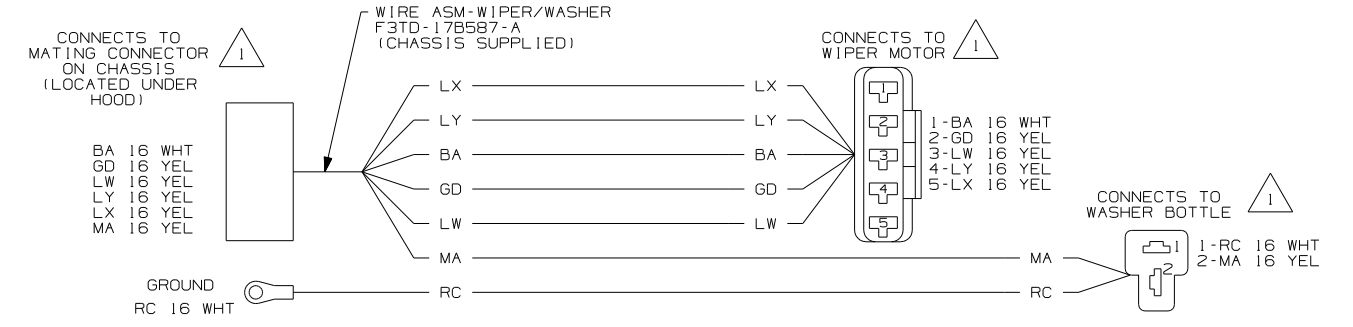 WIRE ASM-WIPER/WASHER
F3TD-17B587-A
(CHASSIS SUPPLIED)
CONNECTS TO
MATING CONNECTOR
ON CHASSIS
(LOCATED UNDER
HOOD)
1
BA 16 WHT
GD 16 YEL
LW 16 YEL
LY 16 YEL
LX 16 YEL
MA 16 YEL
GROUND
RC 16 WHT
LX LX
LY LY
BA BA
GD GD
LW LW
MA MA
RC RC
CONNECTS TO
WIPER MOTOR
1
1
2
3
4
5
1-BA 16 WHT
2-GD 16 YEL
3-LW 16 YEL
4-LY 16 YEL
5-LX 16 YEL
CONNECTS TO
WASHER BOTTLE
1
1
2
1-RC 16 WHT
2-MA 16 YEL